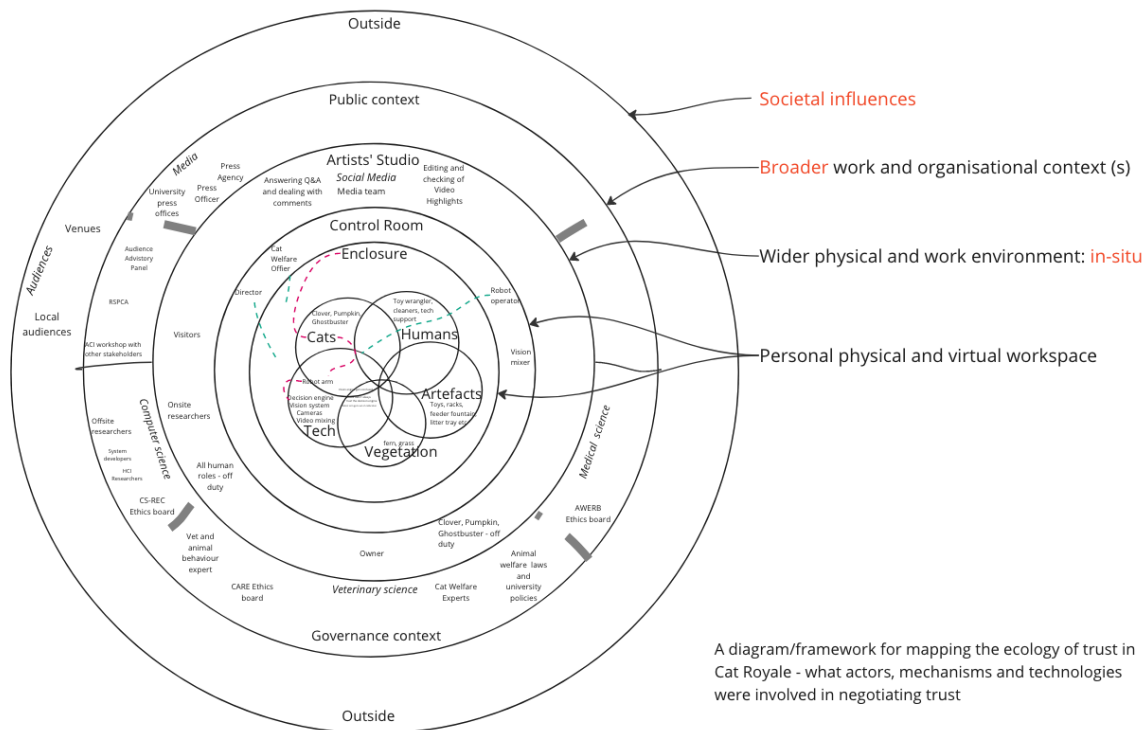 Outside
Public context
Artists' Studio
Social Media
Media team
Answering Q&A
and dealing with
comments
Editing and
checking of
Video
Highlights
Media
Press
Agency
Press
Officer
University
press
offices
Venues
Audiences
Audience
Advistory
Panel
RSPCA
Local
audiences
ACI workshop with
other stakeholders
Visitors
Control Room
Cat
Welfare
Offier
Director
Enclosure
Robot
operator
Vision
mixer
Clover, Pumpkin,
Ghostbuster
Cats
Toy wrangler,
cleaners, tech
support
Humans
Artefacts
Toys, racks,
feeder fountain,
litter tray etc
Robot arm
Decision engine
Vision system
Cameras
Video mixing
Tech
fern, grass
Vegetation
Onsite
researchers
Computer science
Offsite
researchers
System
developers
HCI
Researchers
CS-REC
Ethics board
All human
roles - off
duty
Vet and
animal
behaviour
expert
CARE Ethics
board
Owner
Clover, Pumpkin,
Ghostbuster - off
duty
Veterinary science
Cat Welfare
Experts
Animal
welfare laws
and
university
policies
AWERB
Ethics board
Medical science
Governance context
Outside
Societal influences
Broader work and organisational context (s)
Wider physical and work environment: in-situ
Personal physical and virtual workspace
A diagram/framework for mapping the ecology of trust in
Cat Royale - what actors, mechanisms and technologies
were involved in negotiating trust